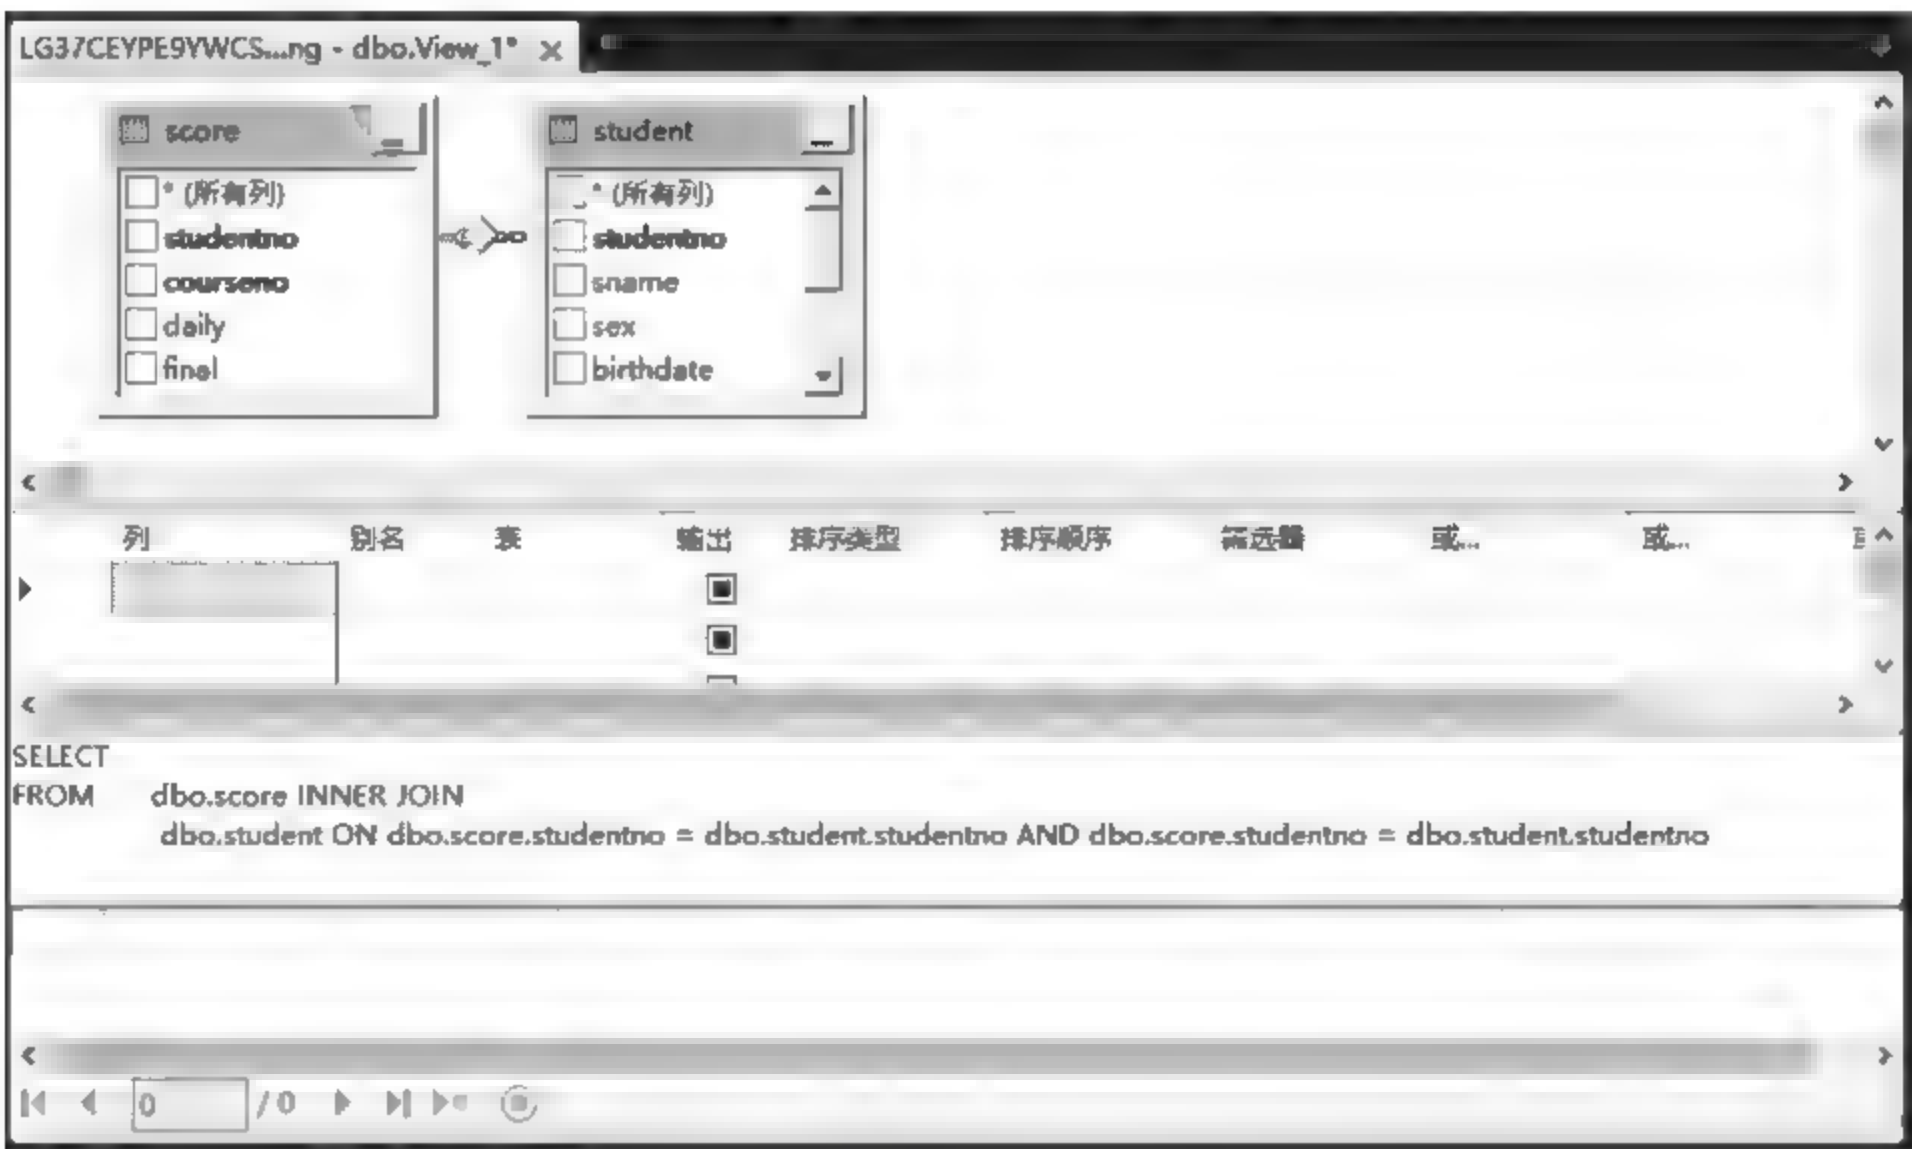 LG37CEYPE9YWCS...ng - dbo.View_1*
score
* (所有列)
studentno
courseno
daily
final
student
* (所有列)
studentno
sname
sex
birthdate
列 别名 表 输出 排序类型 排序顺序 筛选器 或... 或...
SELECT
FROM dbo.score INNER JOIN
dbo.student ON dbo.score.studentno = dbo.student.studentno AND dbo.score.studentno = dbo.student.studentno
0 / 0